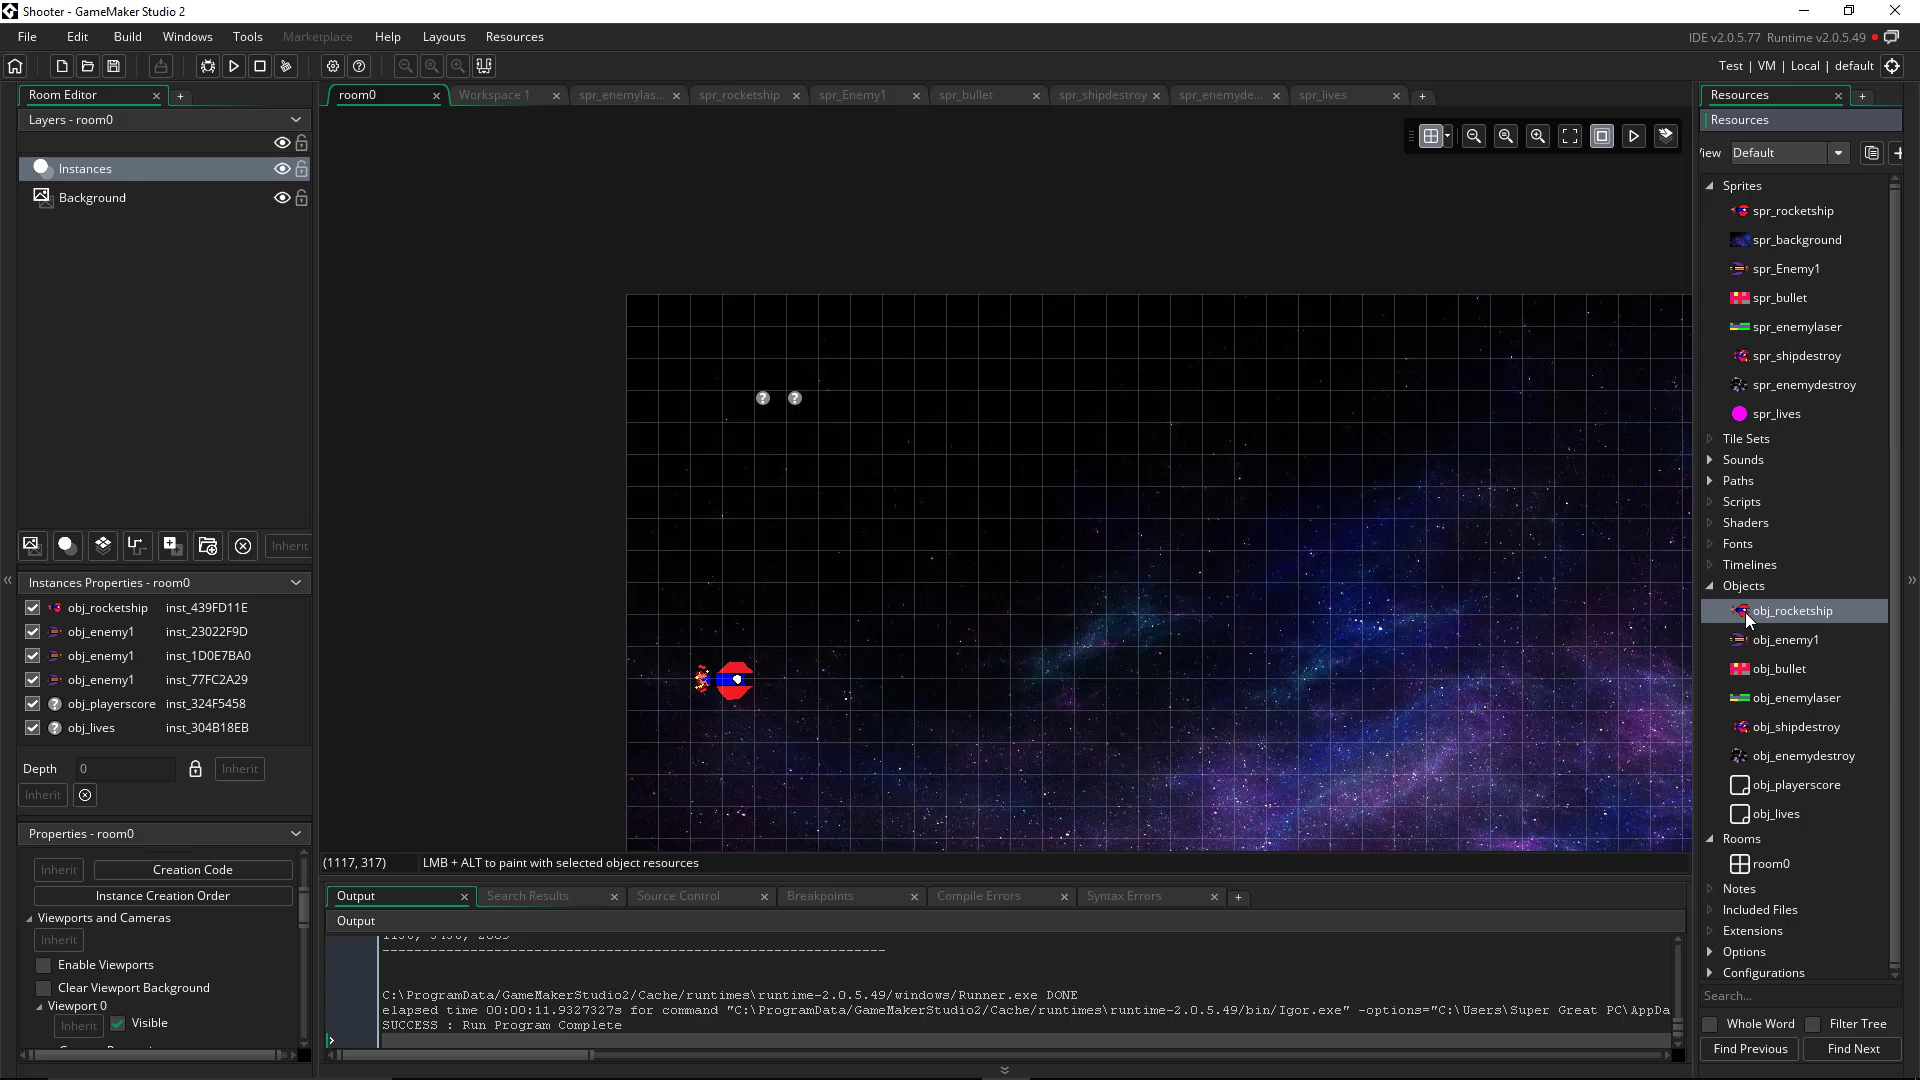 Shooter - GameMaker Studio 2
File Edit Build Windows Tools Marketplace Help Layouts Resources
IDE v2.0.5.77 Runtime v2.0.5.49
Test | VM | Local | default
Room Editor
Layers - room0
Instances
Background
Inherit
Instances Properties - room0
obj_rocketship inst_439FD11E
obj_enemy1 inst_23022F9D
obj_enemy1 inst_1D0E7BA0
obj_enemy1 inst_77FC2A29
obj_playerscore inst_324F5458
obj_lives inst_304B18EB
Depth 0 Inherit
Inherit
Properties - room0
Inherit Creation Code
Instance Creation Order
Viewports and Cameras
Inherit
Enable Viewports
Clear Viewport Background
Viewport 0
Inherit Visible
room0 Workspace 1 spr_enemylas... spr_rocketship spr_Enemy1 spr_bullet spr_shipdestroy spr_enemyde... spr_lives
(1117, 317) LMB + ALT to paint with selected object resources
Output Search Results Source Control Breakpoints Compile Errors Syntax Errors
Output
C:\ProgramData/GameMakerStudio2/Cache/runtimes\runtime-2.0.5.49/windows/Runner.exe DONE
elapsed time 00:00:11.9327327s for command "C:\ProgramData/GameMakerStudio2/Cache/runtimes\runtime-2.0.5.49/bin/Igor.exe" -options="C:\Users\Super Great PC\AppDa
SUCCESS : Run Program Complete
Resources
Resources
iew Default
Sprites
spr_rocketship
spr_background
spr_Enemy1
spr_bullet
spr_enemylaser
spr_shipdestroy
spr_enemydestroy
spr_lives
Tile Sets
Sounds
Paths
Scripts
Shaders
Fonts
Timelines
Objects
obj_rocketship
obj_enemy1
obj_bullet
obj_enemylaser
obj_shipdestroy
obj_enemydestroy
obj_playerscore
obj_lives
Rooms
room0
Notes
Included Files
Extensions
Options
Configurations
Search...
Whole Word Filter Tree
Find Previous Find Next